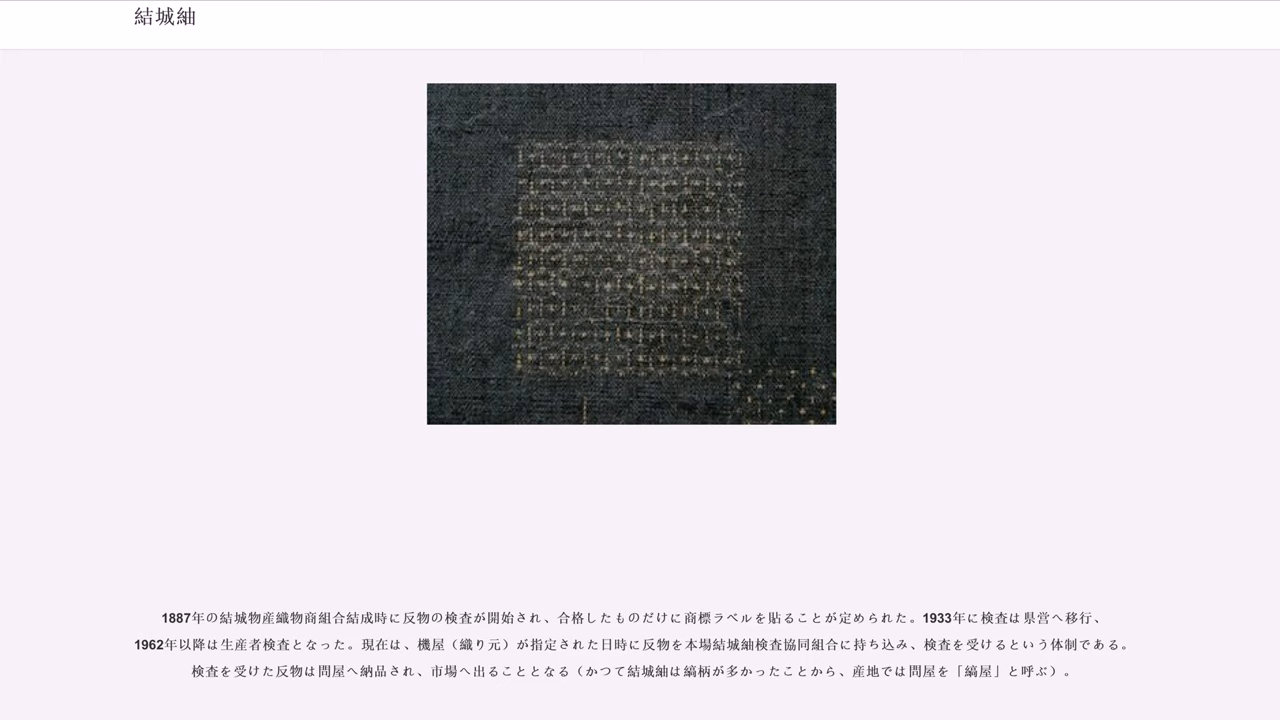 結城紬
1887年の結城物産織物商組合結成時に反物の検査が開始され、合格したものだけに商標ラベルを貼ることが定められた。1933年に検査は県営へ移行、
1962年以降は生産者検査となった。現在は、機屋（織り元）が指定された日時に反物を本場結城紬検査協同組合に持ち込み、検査を受けるという体制である。
検査を受けた反物は問屋へ納品され、市場へ出ることとなる（かつて結城紬は縞柄が多かったことから、産地では問屋を「縞屋」と呼ぶ）。